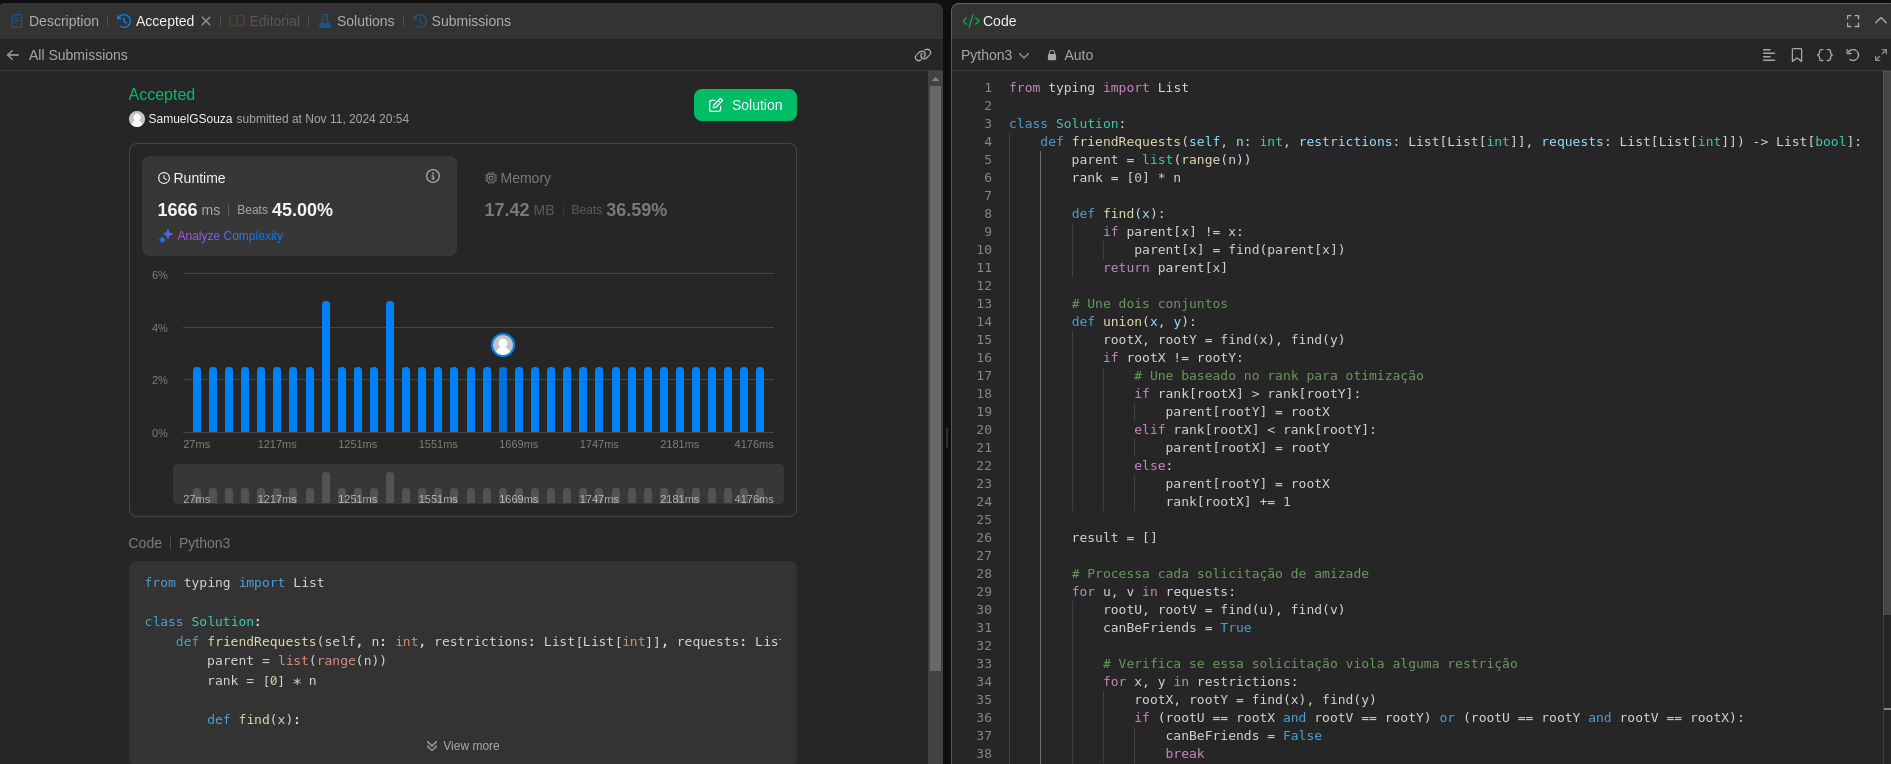 Description | Accepted | Editorial | Solutions | Submissions
All Submissions
Accepted
SamuelGSouza submitted at Nov 11, 2024 20:54
Solution
Runtime
1666 ms | Beats 45.00%
Analyze Complexity
Memory
17.42 MB | Beats 36.59%
6%
4%
2%
0%
27ms 1217ms 1251ms 1551ms 1669ms 1747ms 2181ms 4176ms
27ms 1217ms 1251ms 1551ms 1669ms 1747ms 2181ms 4176ms
Code | Python3
from typing import List
class Solution:
def friendRequests(self, n: int, restrictions: List[List[int]], requests: Lis
parent = list(range(n))
rank = [0] * n
def find(x):
View more
</> Code
Python3 Auto
1 from typing import List
2
3 class Solution:
4 def friendRequests(self, n: int, restrictions: List[List[int]], requests: List[List[int]]) -> List[bool]:
5 parent = list(range(n))
6 rank = [0] * n
7
8 def find(x):
9 if parent[x] != x:
10 parent[x] = find(parent[x])
11 return parent[x]
12
13 # Une dois conjuntos
14 def union(x, y):
15 rootX, rootY = find(x), find(y)
16 if rootX != rootY:
17 # Une baseado no rank para otimização
18 if rank[rootX] > rank[rootY]:
19 parent[rootY] = rootX
20 elif rank[rootX] < rank[rootY]:
21 parent[rootX] = rootY
22 else:
23 parent[rootY] = rootX
24 rank[rootX] += 1
25
26 result = []
27
28 # Processa cada solicitação de amizade
29 for u, v in requests:
30 rootU, rootV = find(u), find(v)
31 canBeFriends = True
32
33 # Verifica se essa solicitação viola alguma restrição
34 for x, y in restrictions:
35 rootX, rootY = find(x), find(y)
36 if (rootU == rootX and rootV == rootY) or (rootU == rootY and rootV == rootX):
37 canBeFriends = False
38 break